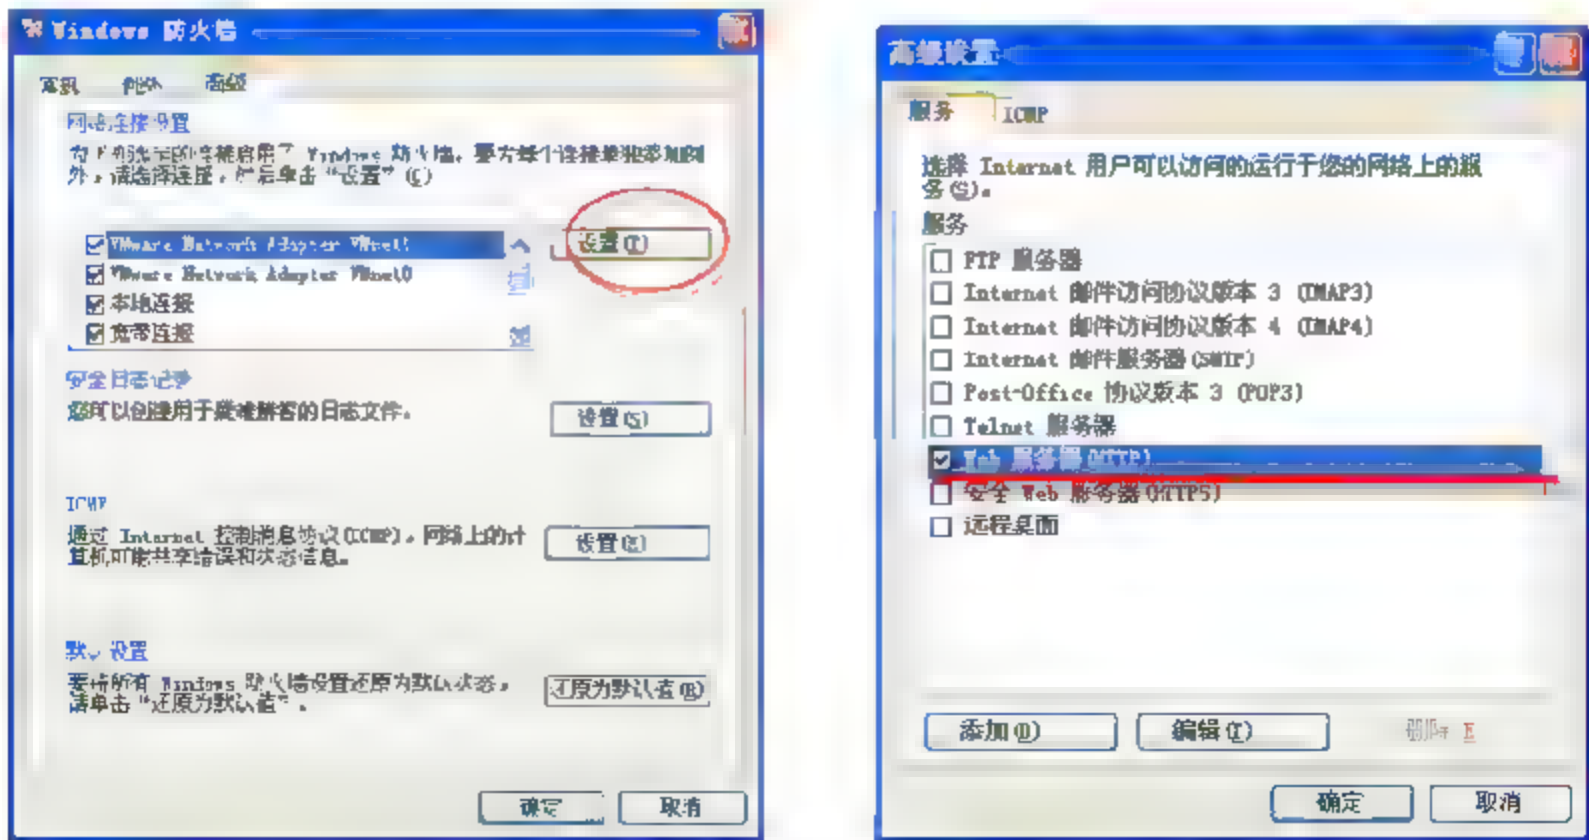 Windows 防火墙
常规 例外 高级
网络连接设置
为下列选定的连接启用了 Windows 防火墙，要为每个连接单独添加例
外，请选择连接，然后单击“设置”
VMware Network Adapter
设置(T)
VMware Network Adapter
本地连接
宽带连接
安全日志记录
您可以创建用于疑难解答的日志文件。
设置(S)
ICMP
通过 Internet 控制消息协议(ICMP)，网络上的计
算机可能共享错误和状态信息。
设置
默认设置
要将所有 Windows 防火墙设置还原为默认状态，
请单击“还原为默认值”。
还原为默认值(R)
确定 取消
高级设置
服务 ICMP
选择 Internet 用户可以访问的运行于您的网络上的服
务(S)。
服务
FTP 服务器
Internet 邮件访问协议版本 3 (IMAP3)
Internet 邮件访问协议版本 4 (IMAP4)
Internet 邮件服务器(SMTP)
Post-Office 协议版本 3 (POP3)
Telnet 服务器
Web 服务器(HTTP)
安全 Web 服务器(HTTPS)
远程桌面
添加(D) 编辑 删除
确定 取消